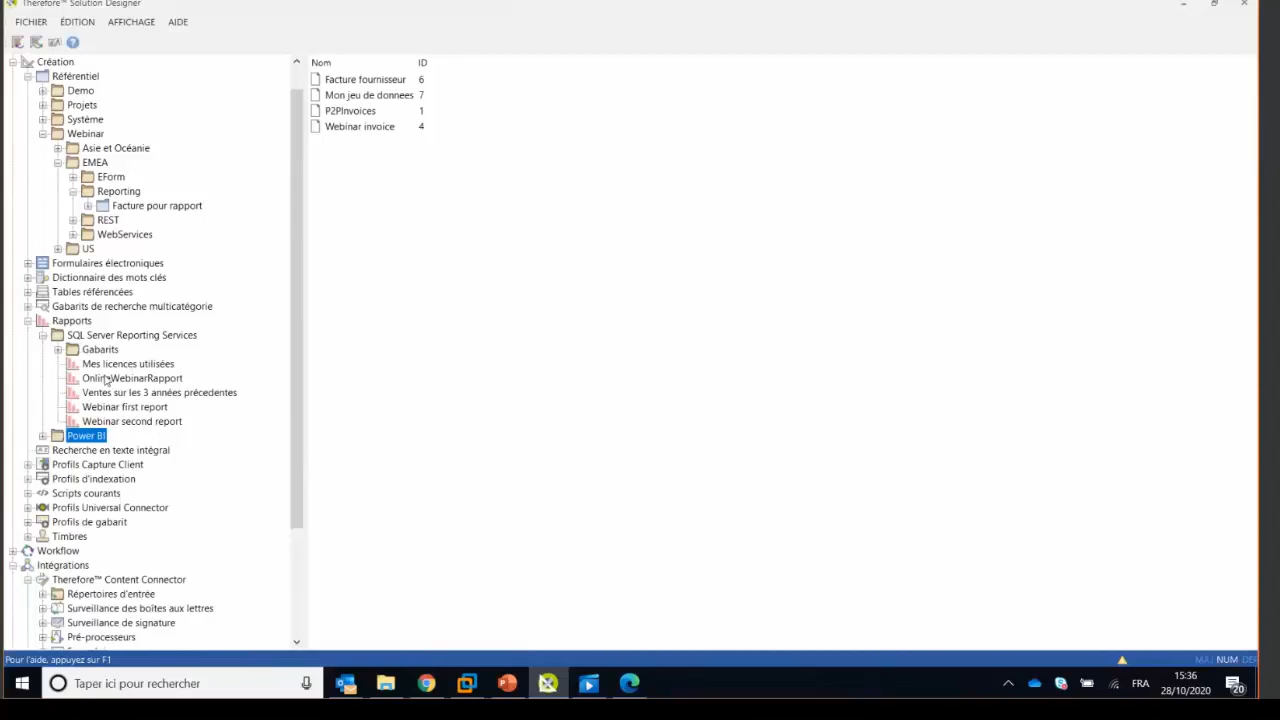 Therefore™ Solution Designer
FICHIER ÉDITION AFFICHAGE AIDE
Création
Référentiel
Demo
Projets
Système
Webinar
Asie et Océanie
EMEA
EForm
Reporting
Facture pour rapport
REST
WebServices
US
Formulaires électroniques
Dictionnaire des mots clés
Tables référencées
Gabarits de recherche multicatégorie
Rapports
SQL Server Reporting Services
Gabarits
Mes licences utilisées
OnlineWebinarRapport
Ventes sur les 3 années précedentes
Webinar first report
Webinar second report
Power BI
Recherche en texte intégral
Profils Capture Client
Profils d'indexation
Scripts courants
Profils Universal Connector
Profils de gabarit
Timbres
Workflow
Intégrations
Therefore™ Content Connector
Répertoires d'entrée
Surveillance des boîtes aux lettres
Surveillance de signature
Pré-processeurs
Nom ID
Facture fournisseur 6
Mon jeu de donnees 7
P2PInvoices 1
Webinar invoice 4
Pour l'aide, appuyez sur F1
MAJ NUM DEF
Taper ici pour rechercher
FRA
15:36
28/10/2020
20